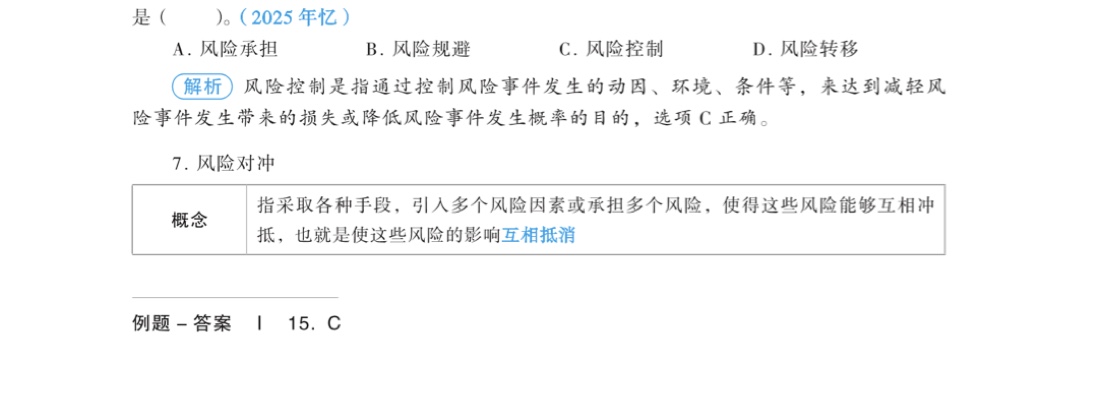 是（　　）。（2025 年忆）
A. 风险承担　B. 风险规避　C. 风险控制　D. 风险转移
解析 风险控制是指通过控制风险事件发生的动因、环境、条件等，来达到减轻风
险事件发生带来的损失或降低风险事件发生概率的目的，选项 C 正确。
7. 风险对冲
概念
指采取各种手段，引入多个风险因素或承担多个风险，使得这些风险能够互相冲
抵，也就是使这些风险的影响互相抵消
例题 – 答案 | 15. C